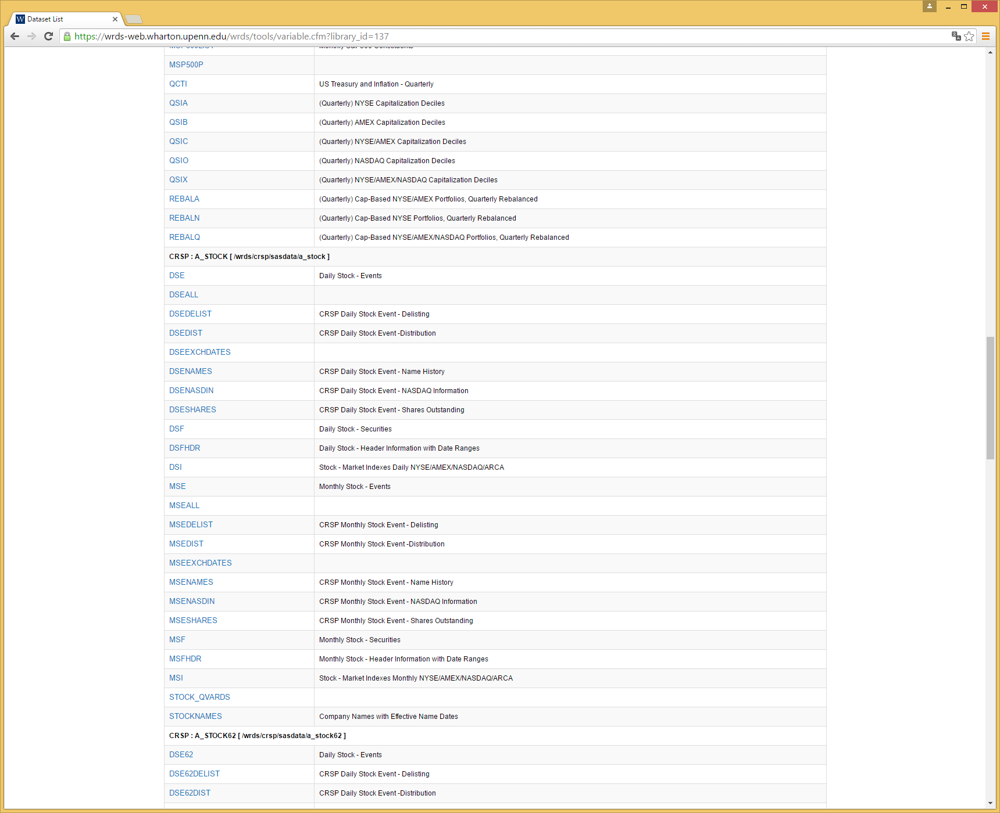 Dataset List
https://wrds-web.wharton.upenn.edu/wrds/tools/variable.cfm?library_id=137
MSP500LIST Monthly S&P500 Constituents
MSP500P
QCTI US Treasury and Inflation - Quarterly
QSIA (Quarterly) NYSE Capitalization Deciles
QSIB (Quarterly) AMEX Capitalization Deciles
QSIC (Quarterly) NYSE/AMEX Capitalization Deciles
QSIO (Quarterly) NASDAQ Capitalization Deciles
QSIX (Quarterly) NYSE/AMEX/NASDAQ Capitalization Deciles
REBALA (Quarterly) Cap-Based NYSE/AMEX Portfolios, Quarterly Rebalanced
REBALN (Quarterly) Cap-Based NYSE Portfolios, Quarterly Rebalanced
REBALQ (Quarterly) Cap-Based NYSE/AMEX/NASDAQ Portfolios, Quarterly Rebalanced
CRSP : A_STOCK [ /wrds/crsp/sasdata/a_stock ]
DSE Daily Stock - Events
DSEALL
DSEDELIST CRSP Daily Stock Event - Delisting
DSEDIST CRSP Daily Stock Event -Distribution
DSEEXCHDATES
DSENAMES CRSP Daily Stock Event - Name History
DSENASDIN CRSP Daily Stock Event - NASDAQ Information
DSESHARES CRSP Daily Stock Event - Shares Outstanding
DSF Daily Stock - Securities
DSFHDR Daily Stock - Header Information with Date Ranges
DSI Stock - Market Indexes Daily NYSE/AMEX/NASDAQ/ARCA
MSE Monthly Stock - Events
MSEALL
MSEDELIST CRSP Monthly Stock Event - Delisting
MSEDIST CRSP Monthly Stock Event -Distribution
MSEEXCHDATES
MSENAMES CRSP Monthly Stock Event - Name History
MSENASDIN CRSP Monthly Stock Event - NASDAQ Information
MSESHARES CRSP Monthly Stock Event - Shares Outstanding
MSF Monthly Stock - Securities
MSFHDR Monthly Stock - Header Information with Date Ranges
MSI Stock - Market Indexes Monthly NYSE/AMEX/NASDAQ/ARCA
STOCK_QVARDS
STOCKNAMES Company Names with Effective Name Dates
CRSP : A_STOCK62 [ /wrds/crsp/sasdata/a_stock62 ]
DSE62 Daily Stock - Events
DSE62DELIST CRSP Daily Stock Event - Delisting
DSE62DIST CRSP Daily Stock Event -Distribution